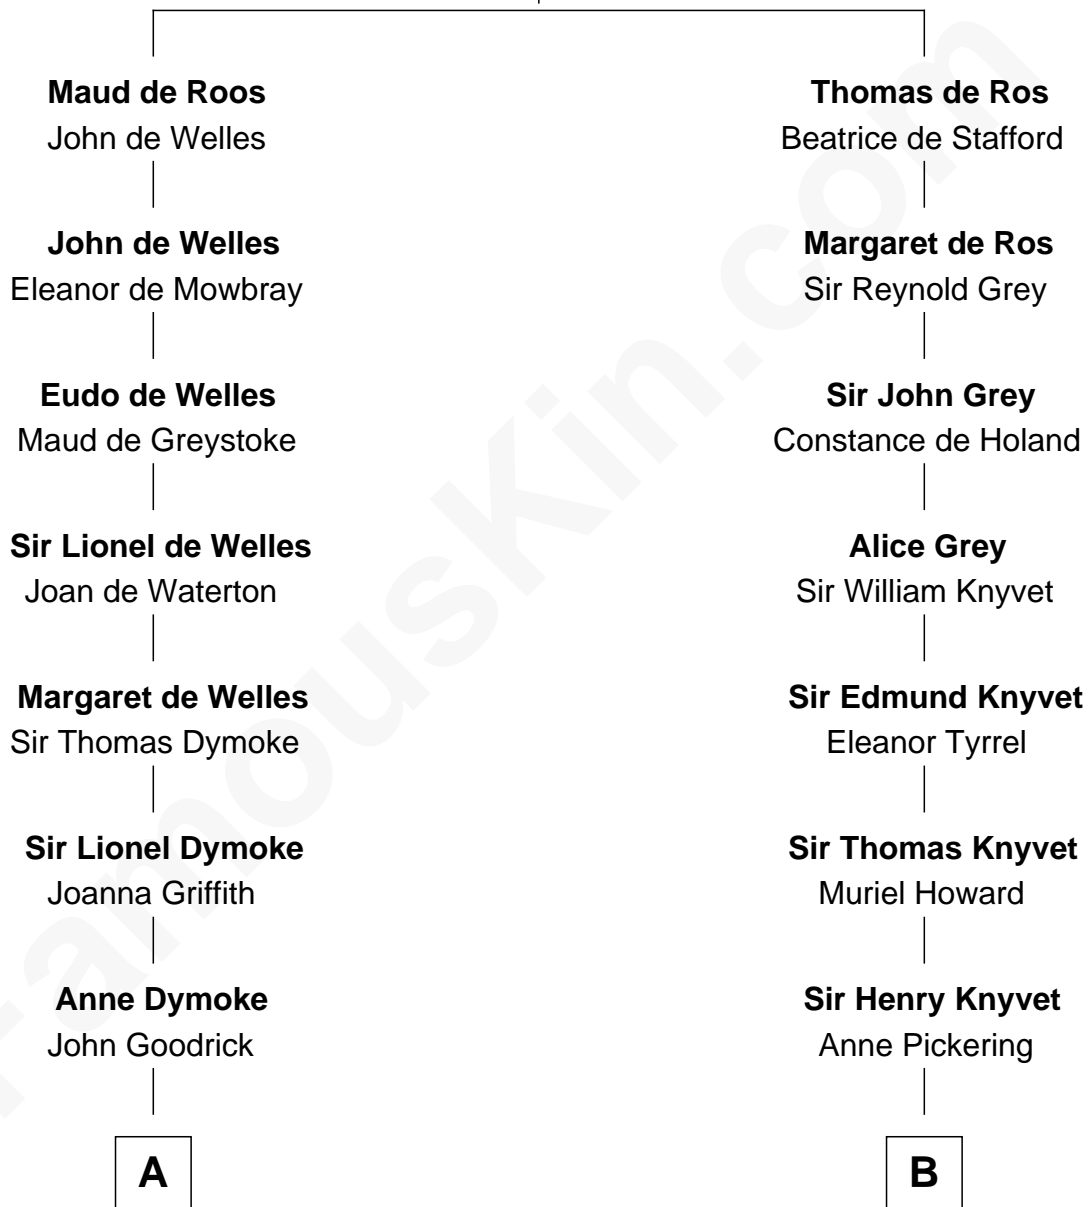 Maud de Roos
John de Welles
Thomas de Ros
Beatrice de Stafford
John de Welles
Eleanor de Mowbray
Margaret de Ros
Sir Reynold Grey
Eudo de Welles
Maud de Greystoke
Sir John Grey
Constance de Holand
Sir Lionel de Welles
Joan de Waterton
Alice Grey
Sir William Knyvet
Margaret de Welles
Sir Thomas Dymoke
Sir Edmund Knyvet
Eleanor Tyrrel
Sir Lionel Dymoke
Joanna Griffith
Sir Thomas Knyvet
Muriel Howard
Anne Dymoke
John Goodrick
Sir Henry Knyvet
Anne Pickering
A
B
FamousKin.com